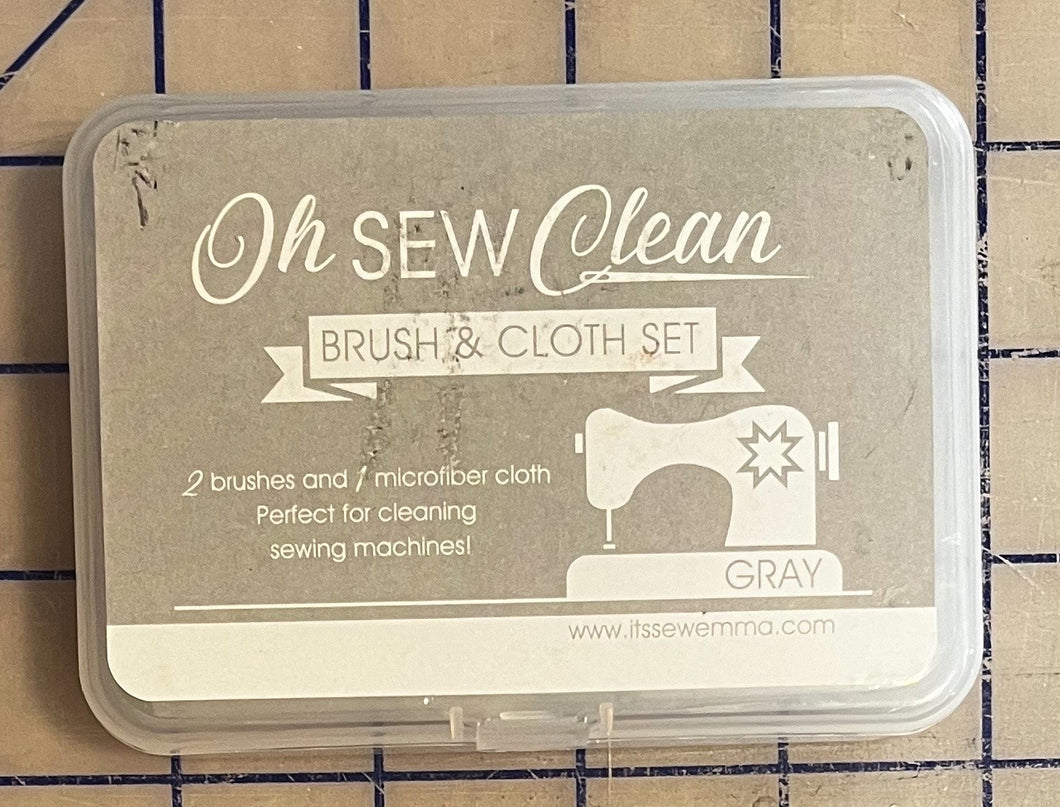 Oh SEW Clean
BRUSH & CLOTH SET
2 brushes and 1 microfiber cloth
Perfect for cleaning
sewing machines!
GRAY
www.itssewemma.com